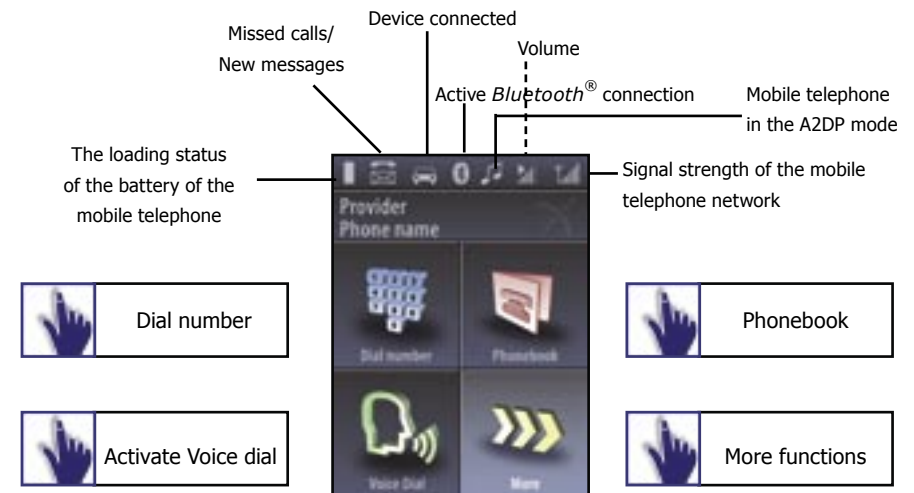 Device connected
Missed calls/
New messages
Volume
Active Bluetooth® connection
Mobile telephone
in the A2DP mode
The loading status
of the battery of the
mobile telephone
Signal strength of the mobile
telephone network
Provider
Phone name
Dial number
Phonebook
Dial number
Phonebook
Activate Voice dial
More functions
Voice Dial
More